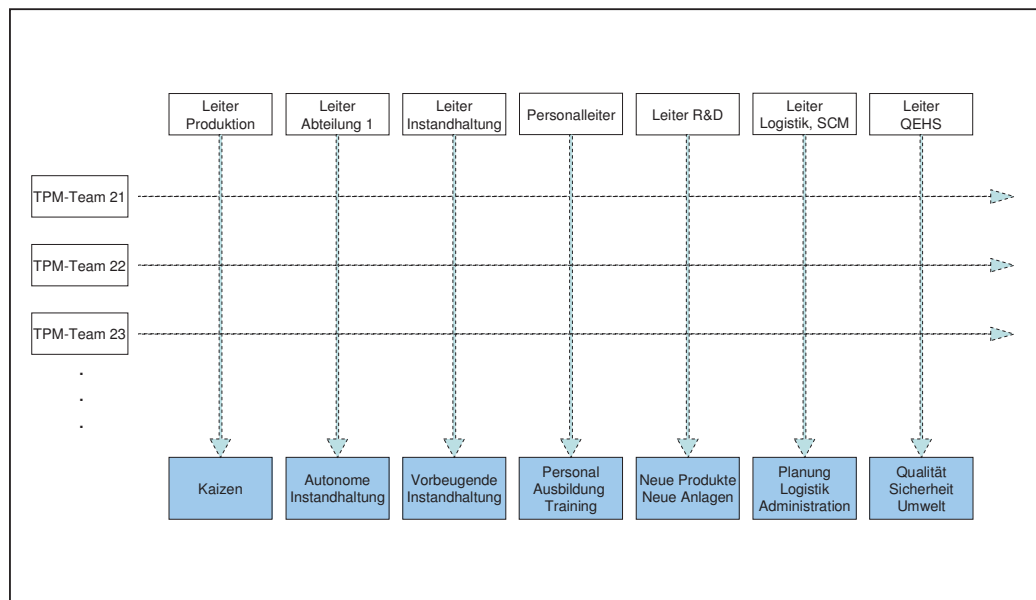 Leiter
Produktion
Leiter
Abteilung 1
Leiter
Instandhaltung
Personalleiter
Leiter R&D
Leiter
Logistik, SCM
Leiter
QEHS
TPM-Team 21
TPM-Team 22
TPM-Team 23
.
.
.
Kaizen
Autonome
Instandhaltung
Vorbeugende
Instandhaltung
Personal
Ausbildung
Training
Neue Produkte
Neue Anlagen
Planung
Logistik
Administration
Qualität
Sicherheit
Umwelt